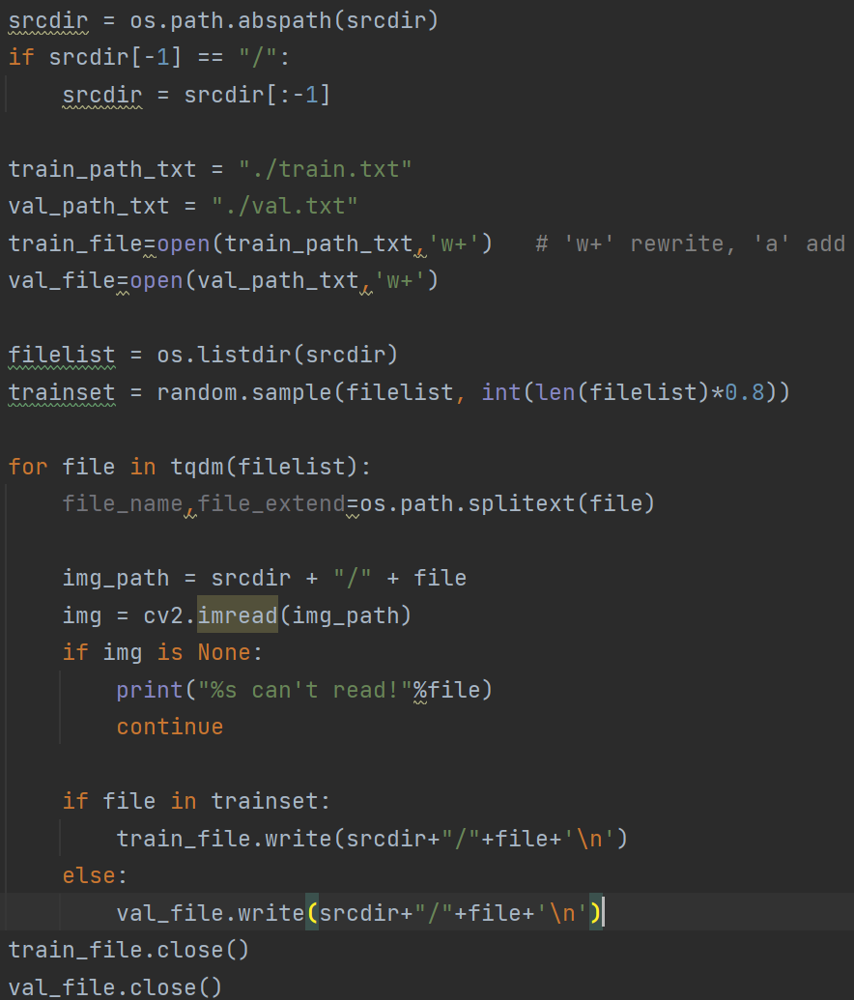 srcdir = os.path.abspath(srcdir)
if srcdir[-1] == "/":
    srcdir = srcdir[:-1]

train_path_txt = "./train.txt"
val_path_txt = "./val.txt"
train_file=open(train_path_txt,'w+')   # 'w+' rewrite, 'a' add
val_file=open(val_path_txt,'w+')

filelist = os.listdir(srcdir)
trainset = random.sample(filelist, int(len(filelist)*0.8))

for file in tqdm(filelist):
    file_name,file_extend=os.path.splitext(file)

    img_path = srcdir + "/" + file
    img = cv2.imread(img_path)
    if img is None:
        print("%s can't read!"%file)
        continue

    if file in trainset:
        train_file.write(srcdir+"/"+file+'\n')
    else:
        val_file.write(srcdir+"/"+file+'\n')
train_file.close()
val_file.close()